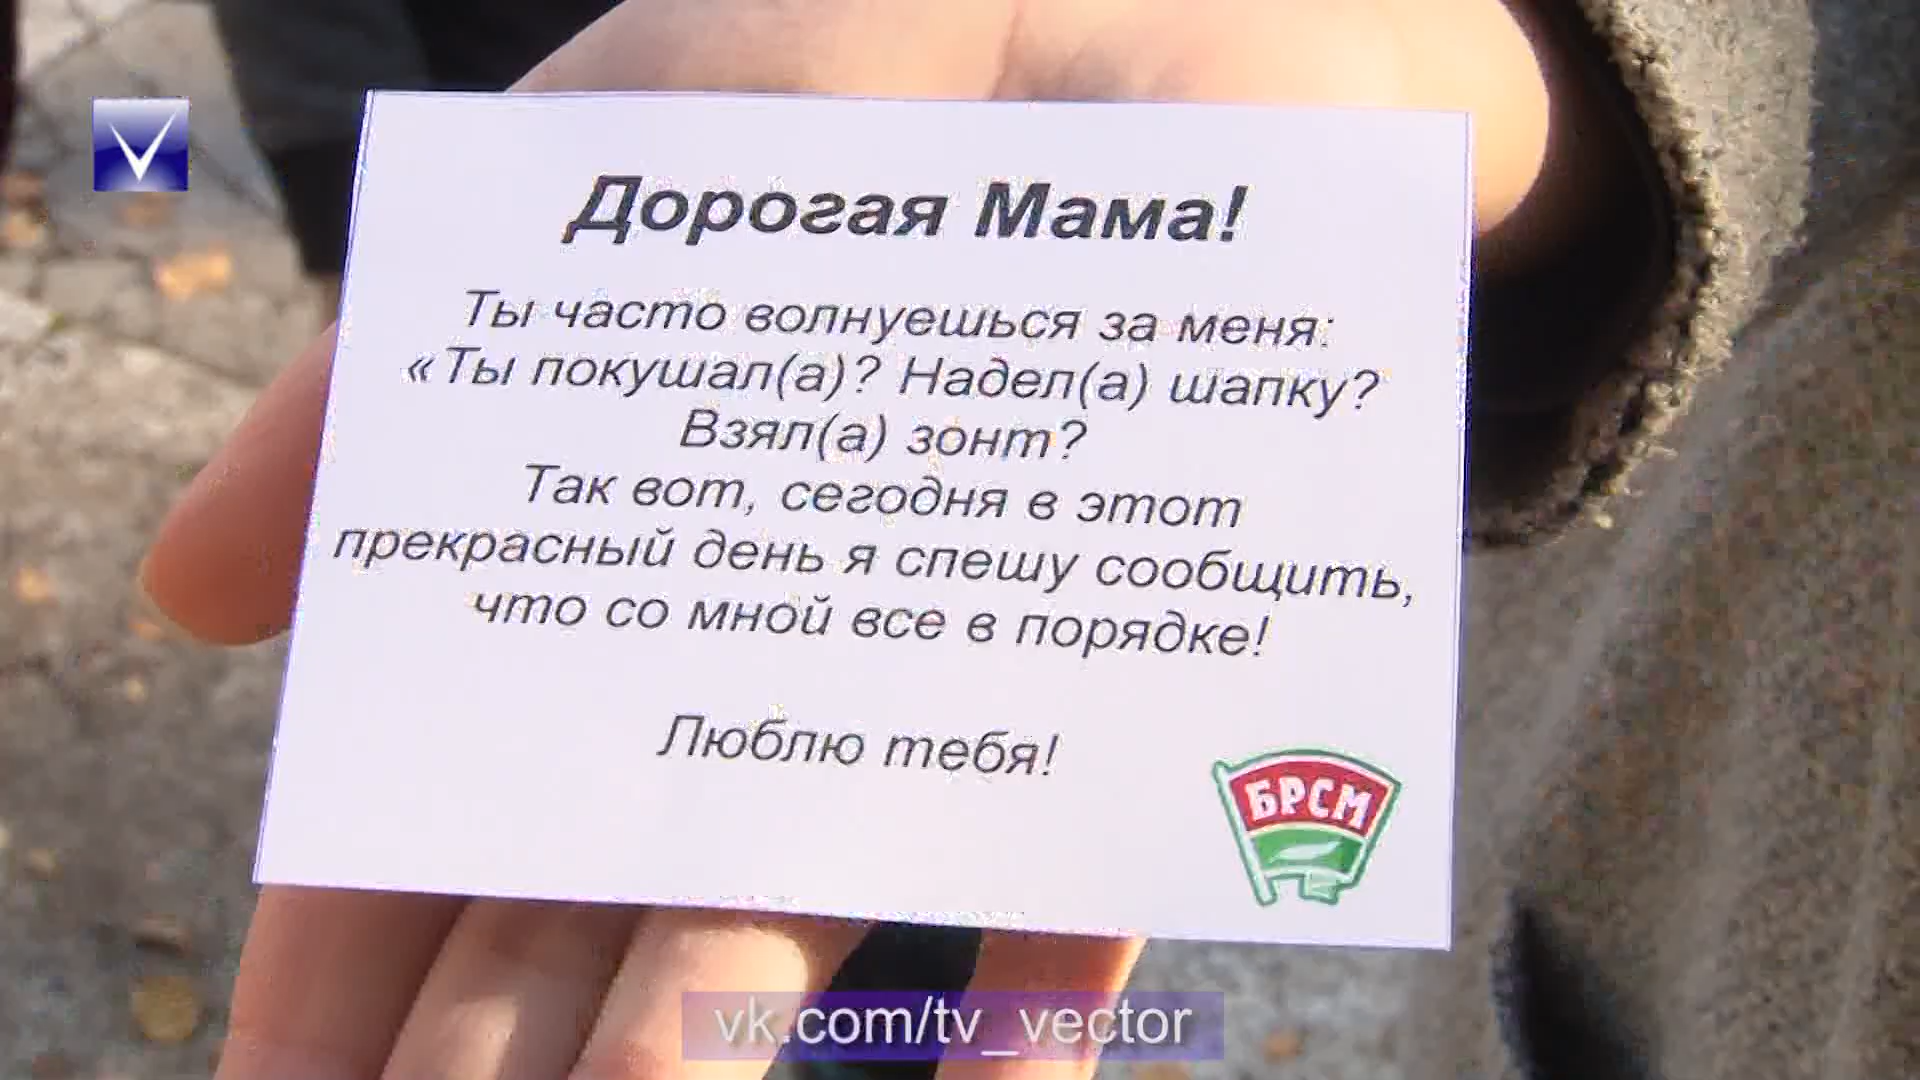 Дорогая Мама!
Ты часто волнуешься за меня:
«Ты покушал(а)? Надел(а) шапку?
Взял(а) зонт?
Так вот, сегодня в этот
прекрасный день я спешу сообщить,
что со мной все в порядке!
Люблю тебя!
БРСМ
vk.com/tv_vector